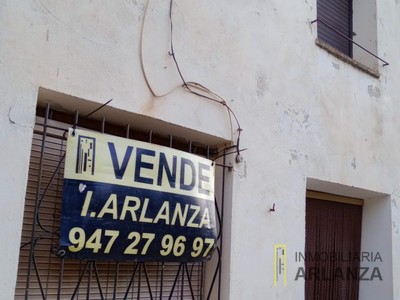 VENDE
I.ARLANZA
947 27 96 97
INMOBILIARIA
ARLANZA